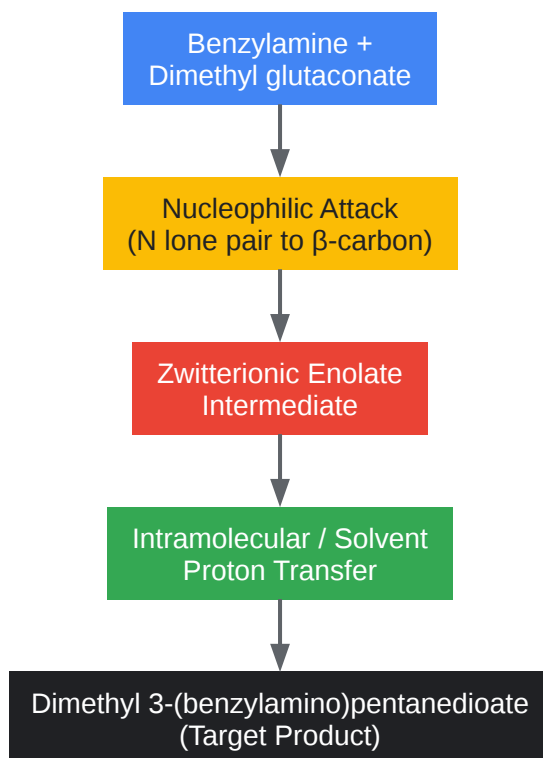 Benzylamine +
Dimethyl glutaconate
Nucleophilic Attack
(N lone pair to β-carbon)
Zwitterionic Enolate
Intermediate
Intramolecular / Solvent
Proton Transfer
Dimethyl 3-(benzylamino)pentanedioate
(Target Product)